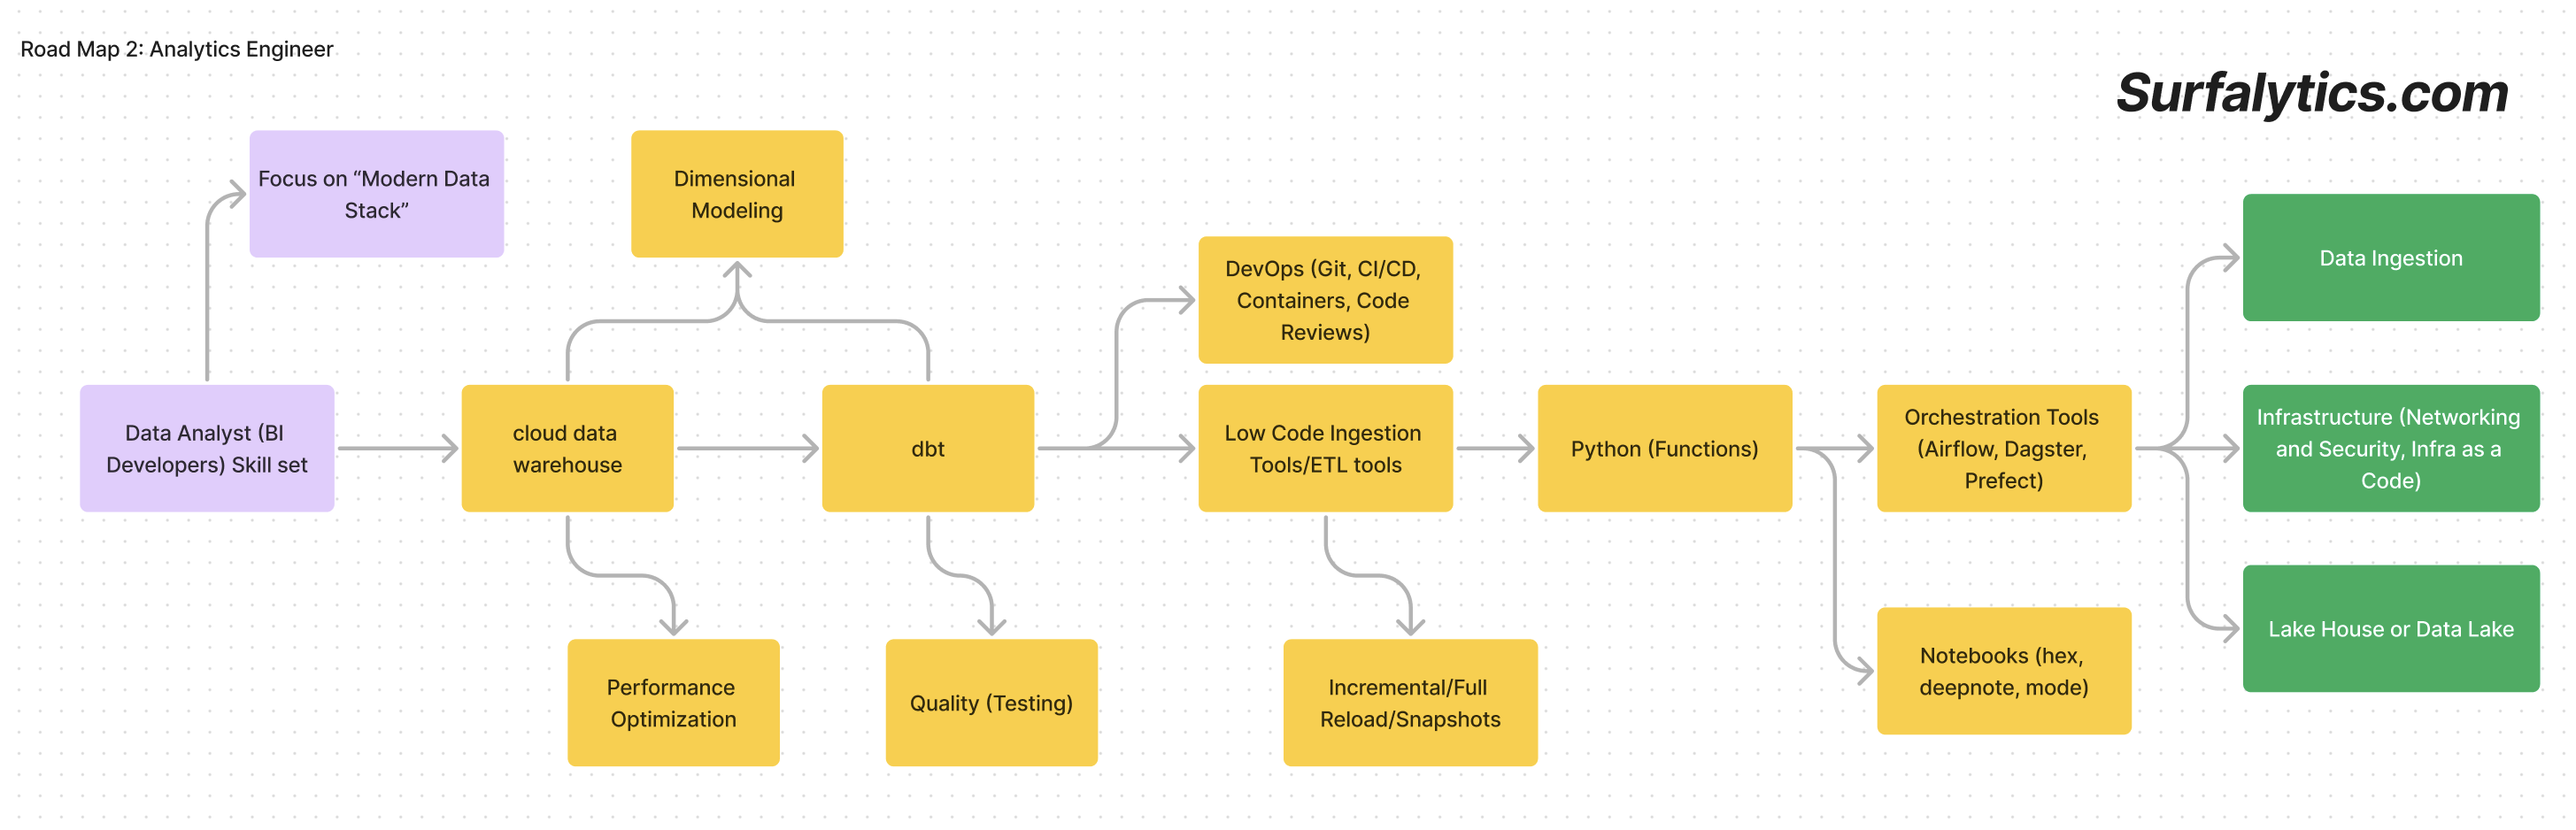 Road Map 2: Analytics Engineer
Surfalytics.com
Focus on “Modern Data
Stack”
Dimensional
Modeling
DevOps (Git, CI/CD,
Containers, Code
Reviews)
Data Ingestion
Data Analyst (BI
Developers) Skill set
cloud data
warehouse
dbt
Low Code Ingestion
Tools/ETL tools
Python (Functions)
Orchestration Tools
(Airflow, Dagster,
Prefect)
Infrastructure (Networking
and Security, Infra as a
Code)
Performance
Optimization
Quality (Testing)
Incremental/Full
Reload/Snapshots
Notebooks (hex,
deepnote, mode)
Lake House or Data Lake